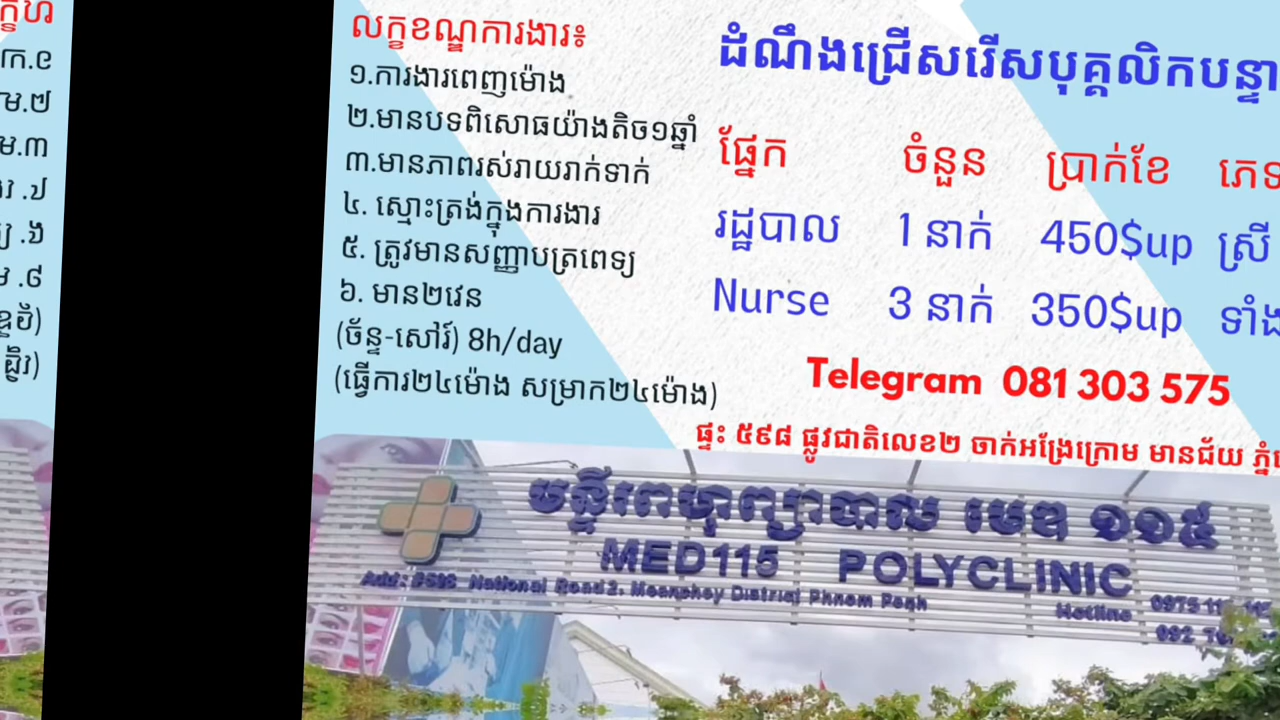 លក្ខខណ្ឌការងារ៖
១.ការងារពេញម៉ោង
២.មានបទពិសោធយ៉ាងតិច១ឆ្នាំ
៣.មានភាពរស់រាយរាក់ទាក់
៤. ស្មោះត្រង់ក្នុងការងារ
៥. ត្រូវមានសញ្ញាបត្រពេទ្យ
៦. មាន២វេន
(ច័ន្ទ-សៅរ៍) 8h/day
(ធ្វើការ២៤ម៉ោង សម្រាក២៤ម៉ោង)
ដំណឹងជ្រើសរើសបុគ្គលិកបន្ទា
ផ្នែក ចំនួន ប្រាក់ខែ ភេទ
រដ្ឋបាល 1 នាក់ 450$up ស្រី
Nurse 3 នាក់ 350$up ទាំង
Telegram 081 303 575
ផ្ទះ ៥៩៨ ផ្លូវជាតិលេខ២ ចាក់អង្រែក្រោម មានជ័យ
មន្ទីរពហុព្យាបាល មេឌ ១១៥
MED115 POLYCLINIC
National Road 2, Meanchey District Phnom Penh
Hotline
092